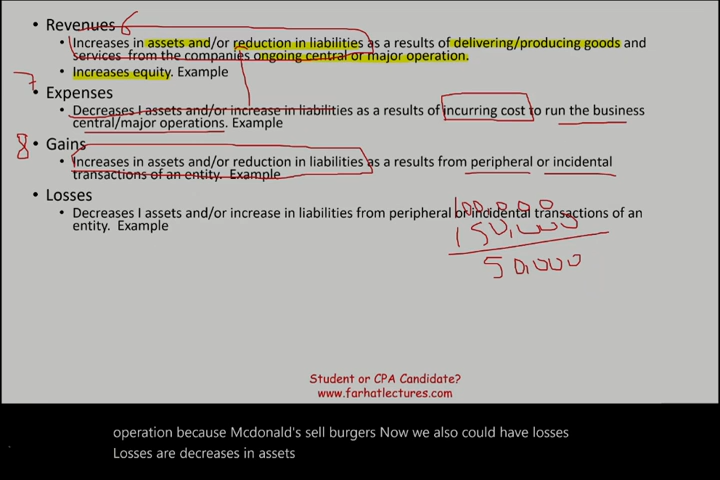 • Revenues 6
• Increases in assets and/or reduction in liabilities as a results of delivering/producing goods and
services from the companies ongoing central or major operation.
• Increases equity. Example
7
• Expenses
• Decreases I assets and/or increase in liabilities as a results of incurring cost to run the business
central/major operations. Example
8 • Gains
• Increases in assets and/or reduction in liabilities as a results from peripheral or incidental
transactions of an entity. Example
• Losses
• Decreases I assets and/or increase in liabilities from peripheral or incidental transactions of an
entity. Example
100,000
150,000
50,000
Student or CPA Candidate?
www.farhatlectures.com
operation because Mcdonald's sell burgers Now we also could have losses
Losses are decreases in assets